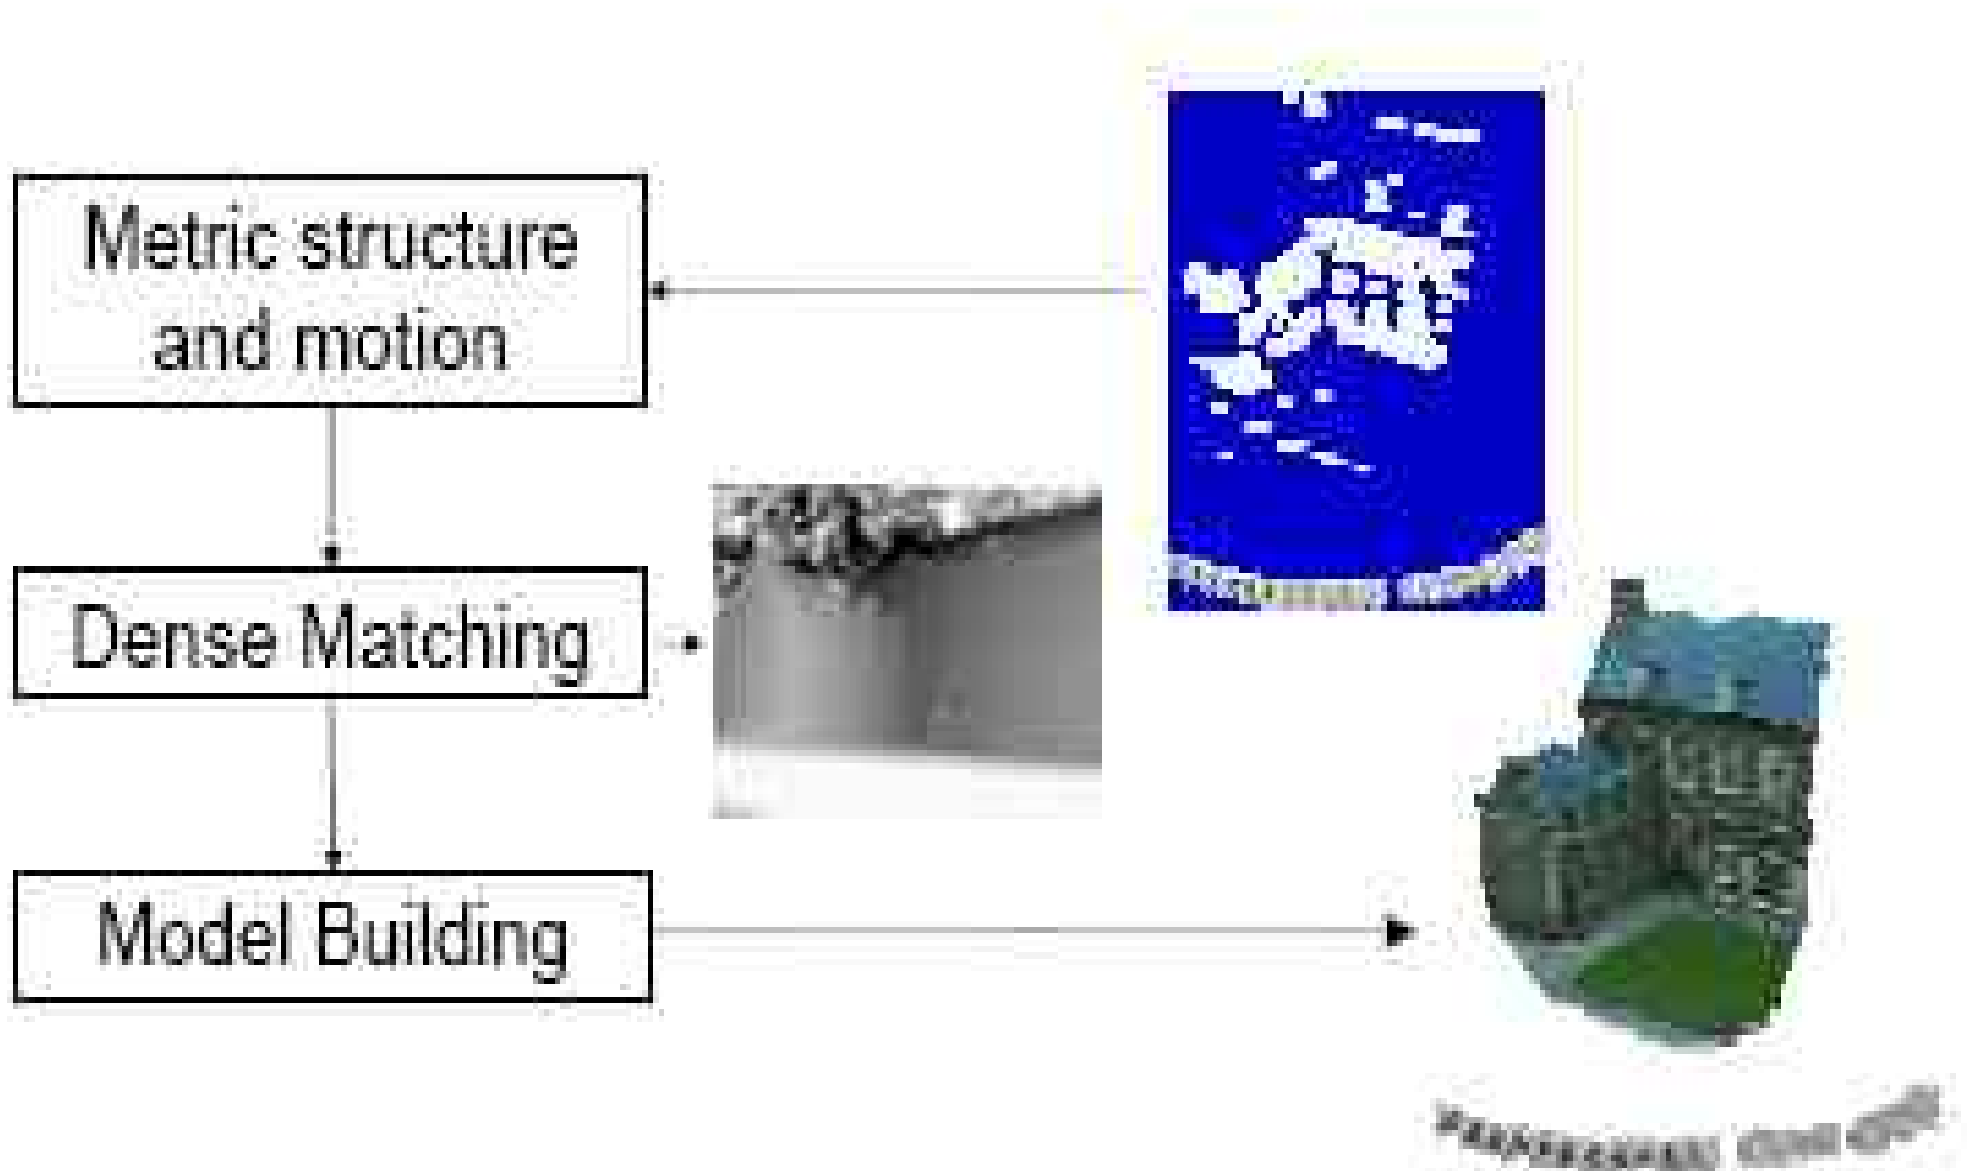 Metric structure
and motion
Dense Matching
Model Building